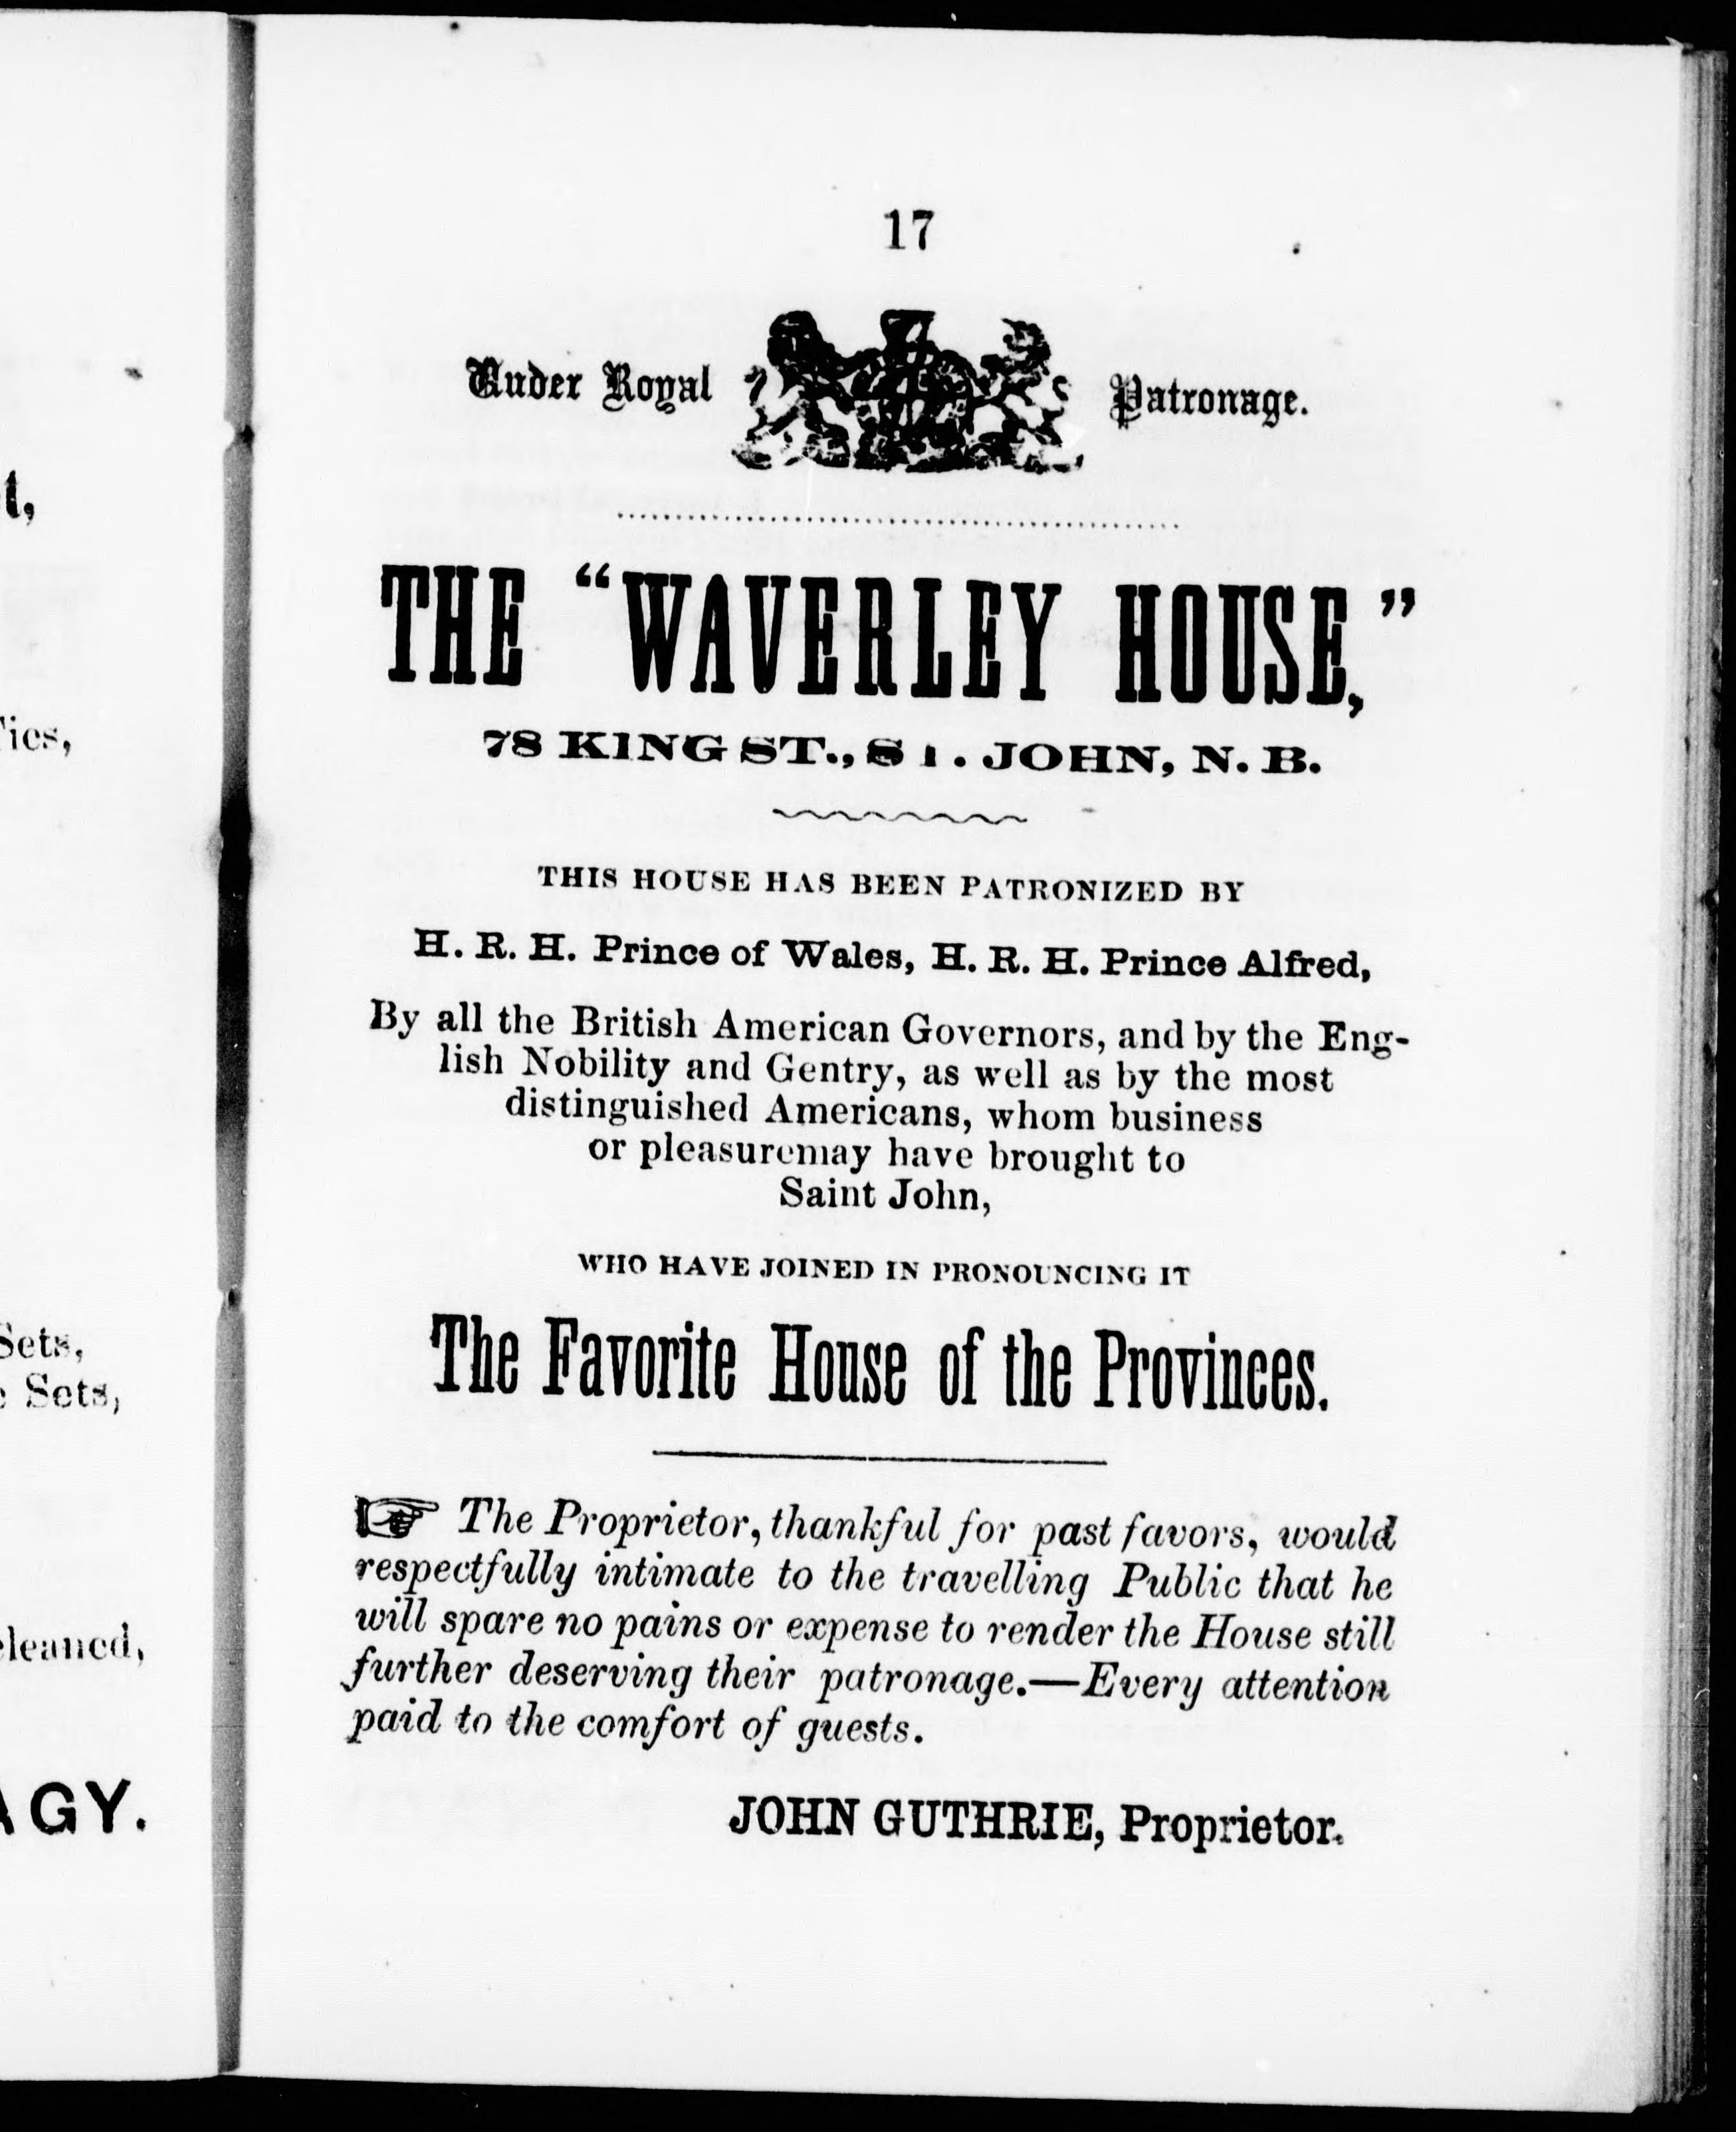 t,
ies,
Sets,
Sets,
cleaned,
AGY.
17
Under Royal Patronage.
THE “WAVERLEY HOUSE,”
78 KING ST., ST. JOHN, N. B.
THIS HOUSE HAS BEEN PATRONIZED BY
H. R. H. Prince of Wales, H. R. H. Prince Alfred,
By all the British American Governors, and by the Eng-
lish Nobility and Gentry, as well as by the most
distinguished Americans, whom business
or pleasuremay have brought to
Saint John,
WHO HAVE JOINED IN PRONOUNCING IT
The Favorite House of the Provinces.
☞ The Proprietor, thankful for past favors, would
respectfully intimate to the travelling Public that he
will spare no pains or expense to render the House still
further deserving their patronage.—Every attention
paid to the comfort of guests.
JOHN GUTHRIE, Proprietor.